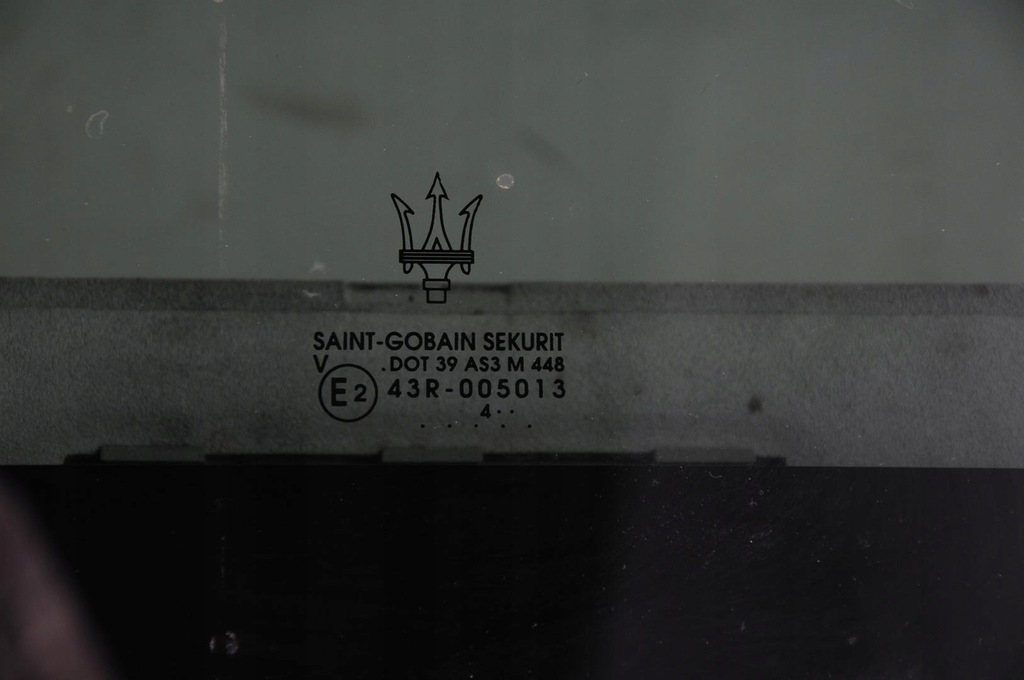 SAINT-GOBAIN SEKURIT
V .DOT 39 AS3 M 448
E2 43R-005013
4··
. . . . .